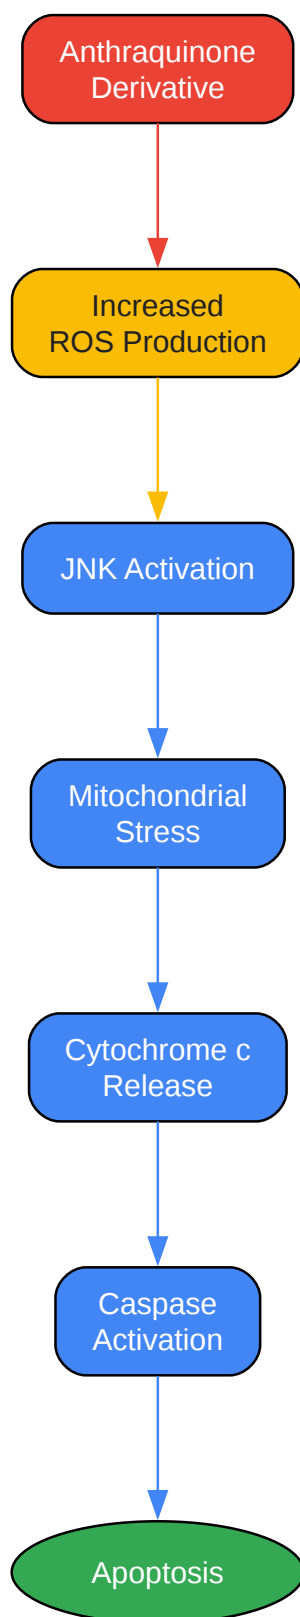 Anthraquinone
Derivative
Increased
ROS Production
JNK Activation
Mitochondrial
Stress
Cytochrome c
Release
Caspase
Activation
Apoptosis